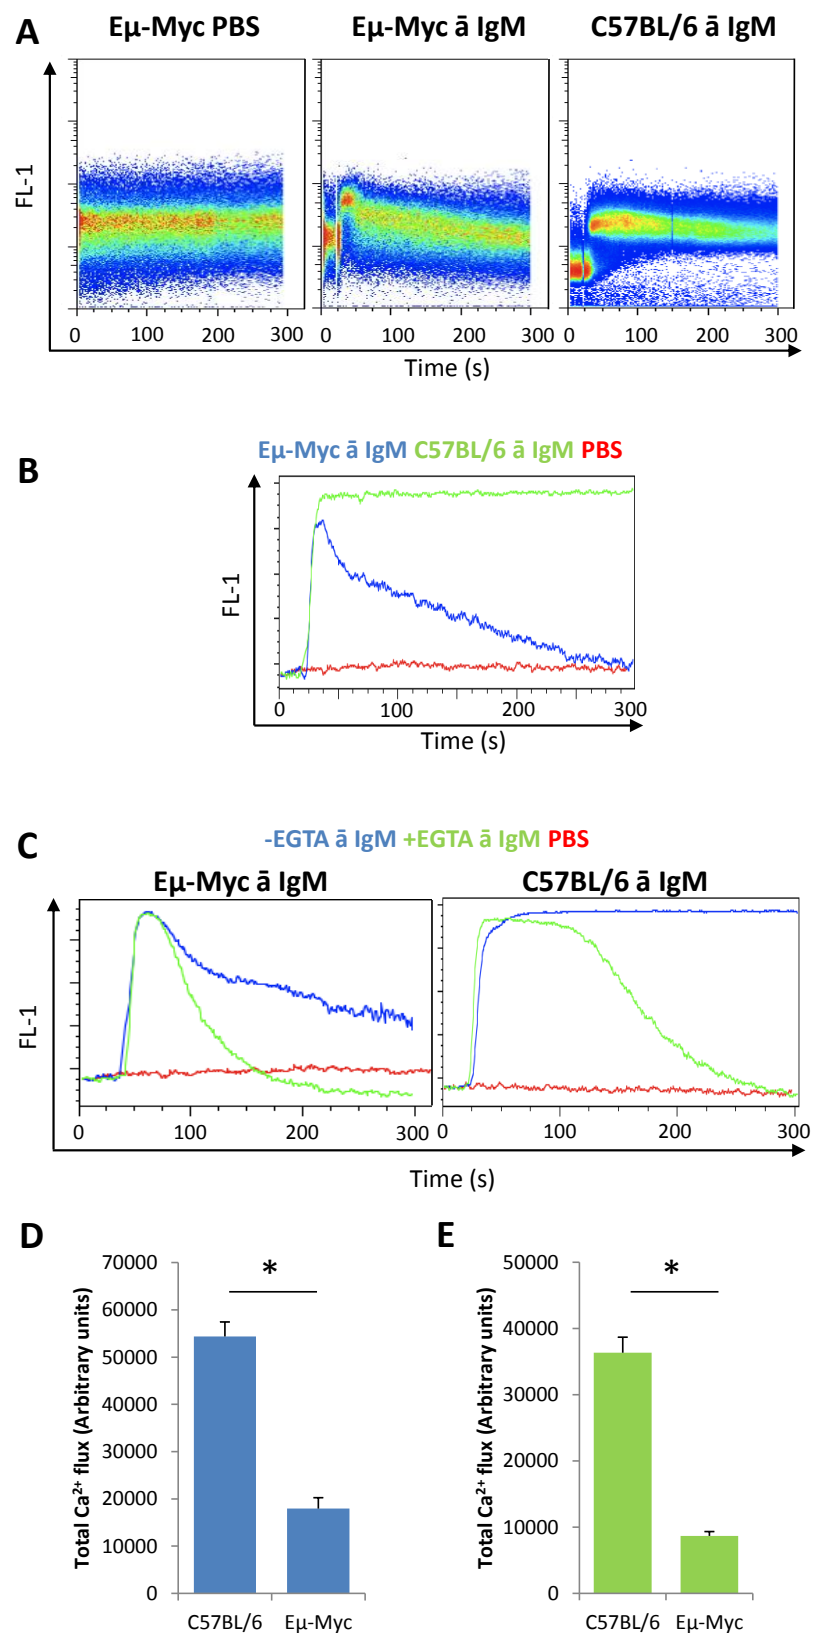 A
Eμ-Myc PBS
Eμ-Myc ā IgM
C57BL/6 ā IgM
FL-1
0 100 200 300
0 100 200 300
0 100 200 300
Time (s)
B
Eμ-Myc ā IgM C57BL/6 ā IgM PBS
FL-1
0 100 200 300
Time (s)
C
-EGTA ā IgM +EGTA ā IgM PBS
Eμ-Myc ā IgM
C57BL/6 ā IgM
FL-1
0 100 200 300
0 100 200 300
Time (s)
D
Total Ca²⁺ flux (Arbitrary units)
70000
60000
50000
40000
30000
20000
10000
0
*
C57BL/6 Eμ-Myc
E
Total Ca²⁺ flux (Arbitrary units)
50000
40000
30000
20000
10000
0
*
C57BL/6 Eμ-Myc